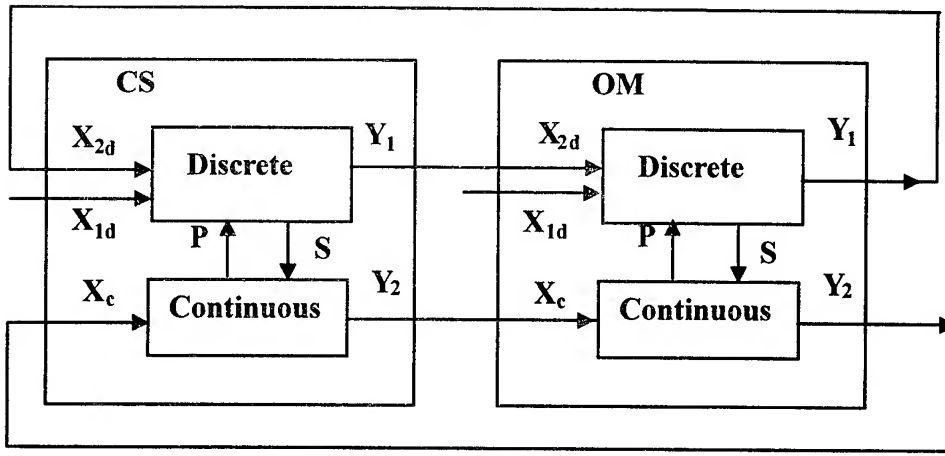 CS
OM
X2d
Y1
X2d
Y1
Discrete
Discrete
X1d
X1d
P
S
P
S
Xc
Y2
Xc
Y2
Continuous
Continuous